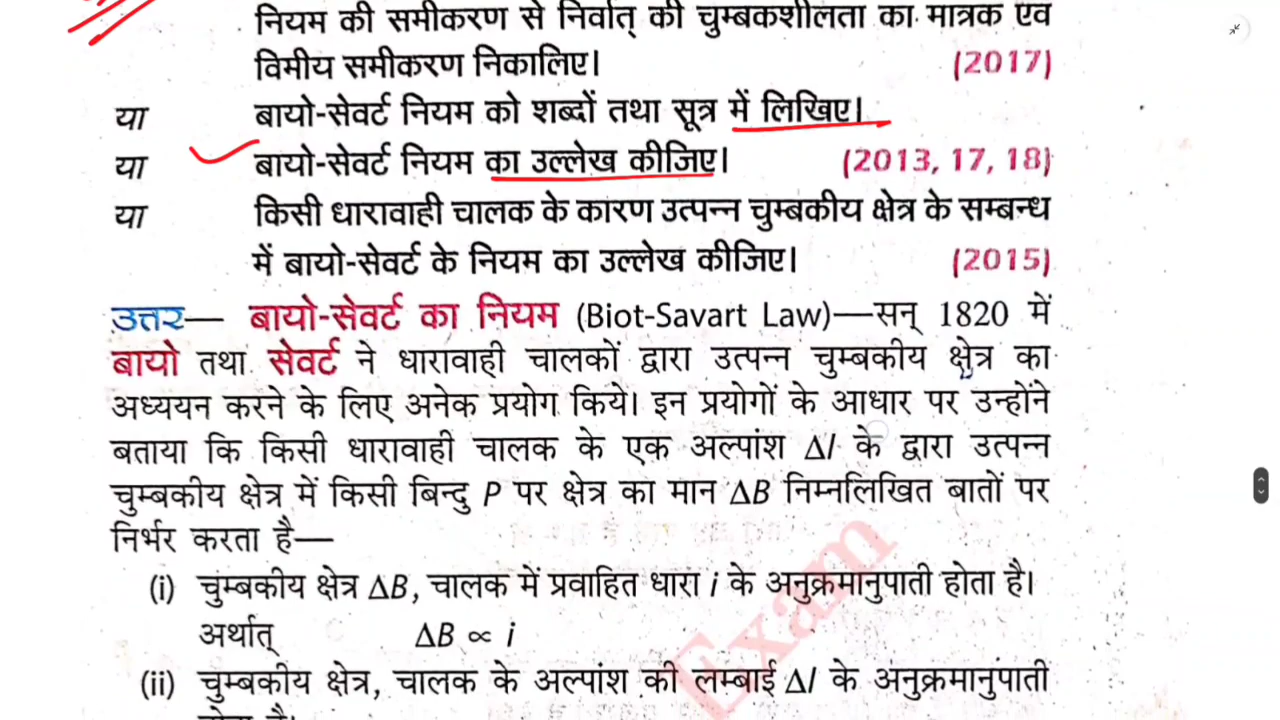 नियम की समीकरण से निर्वात् की चुम्बकशीलता का मात्रक एवं
विमीय समीकरण निकालिए। (2017)
या बायो-सेवर्ट नियम को शब्दों तथा सूत्र में लिखिए।
या बायो-सेवर्ट नियम का उल्लेख कीजिए। (2013, 17, 18)
या किसी धारावाही चालक के कारण उत्पन्न चुम्बकीय क्षेत्र के सम्बन्ध
में बायो-सेवर्ट के नियम का उल्लेख कीजिए। (2015)
उत्तर— बायो-सेवर्ट का नियम (Biot-Savart Law)—सन् 1820 में
बायो तथा सेवर्ट ने धारावाही चालकों द्वारा उत्पन्न चुम्बकीय क्षेत्र का
अध्ययन करने के लिए अनेक प्रयोग किये। इन प्रयोगों के आधार पर उन्होंने
बताया कि किसी धारावाही चालक के एक अल्पांश Δl के द्वारा उत्पन्न
चुम्बकीय क्षेत्र में किसी बिन्दु P पर क्षेत्र का मान ΔB निम्नलिखित बातों पर
निर्भर करता है—
(i) चुम्बकीय क्षेत्र ΔB, चालक में प्रवाहित धारा i के अनुक्रमानुपाती होता है।
अर्थात् ΔB ∝ i
Exam
(ii) चुम्बकीय क्षेत्र, चालक के अल्पांश की लम्बाई Δl के अनुक्रमानुपाती